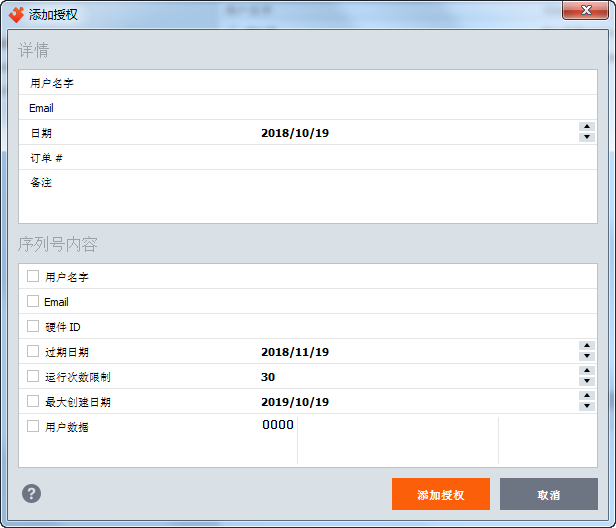 添加授权
详情
用户名字
Email
日期 2018/10/19
订单 #
备注
序列号内容
用户名字
Email
硬件 ID
过期日期 2018/11/19
运行次数限制 30
最大创建日期 2019/10/19
用户数据 0000
? 添加授权 取消